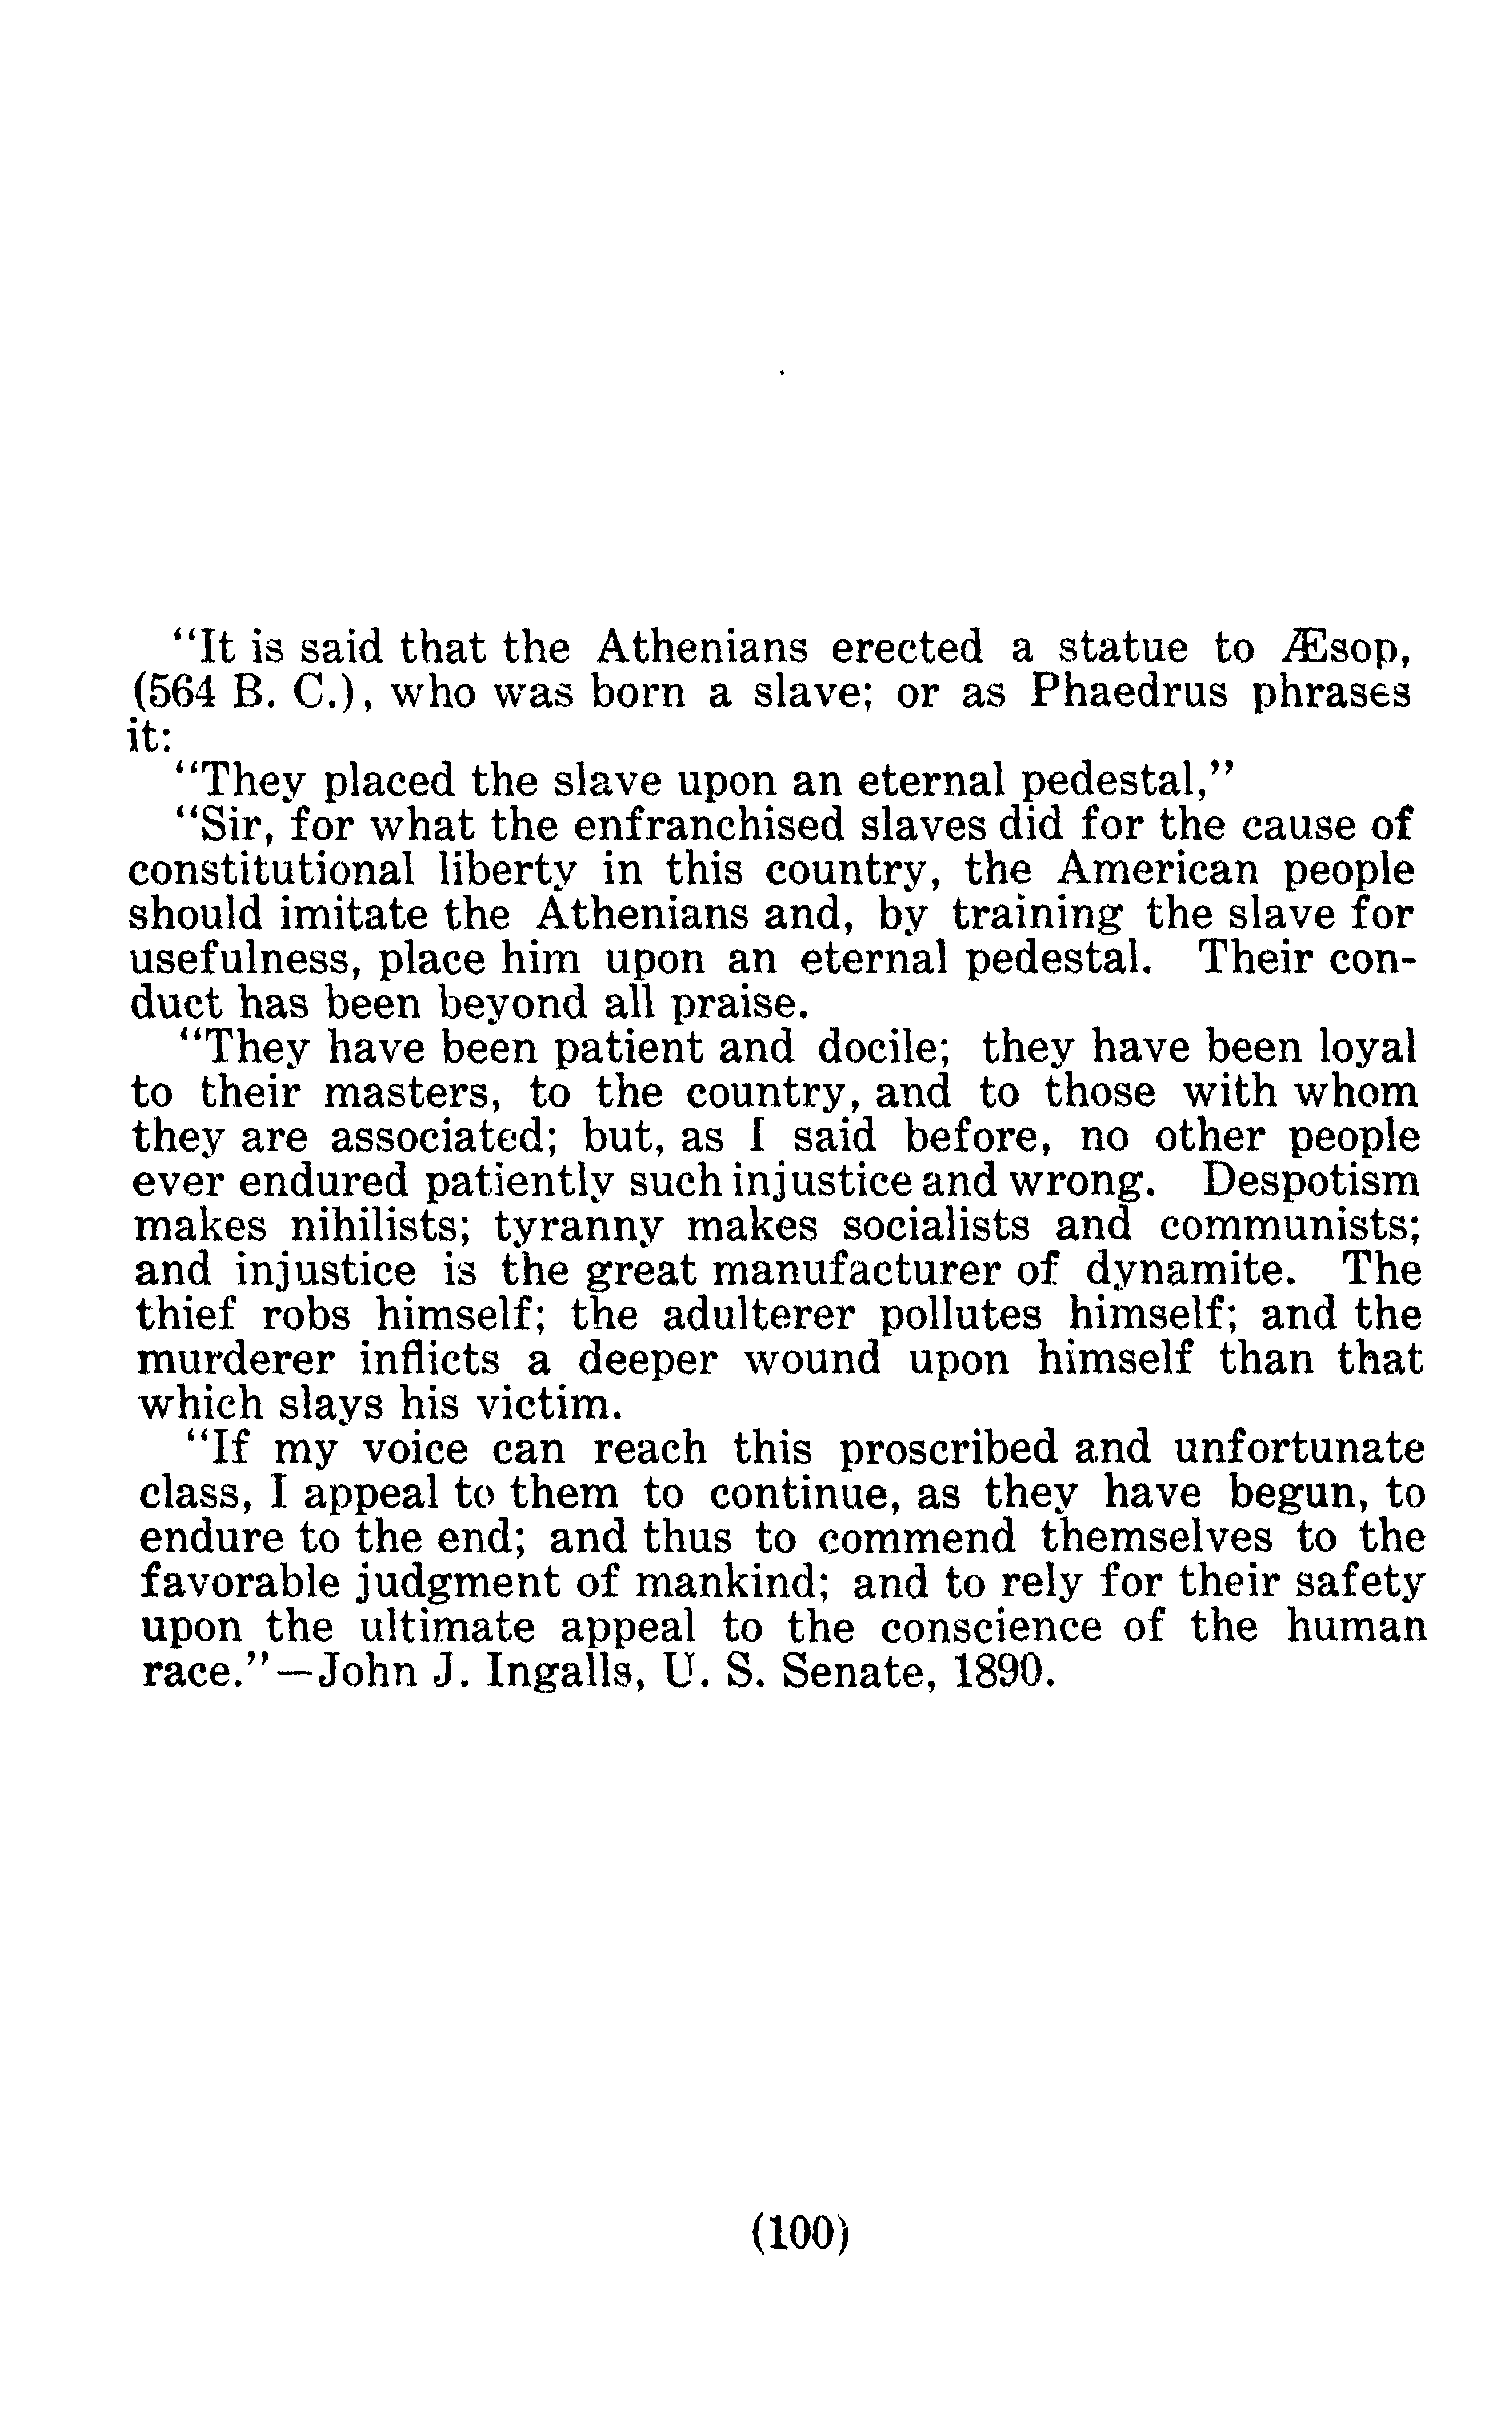 “It is said that the Athenians erected a statue to Æsop,
(564 B. C.), who was born a slave; or as Phaedrus phrases
it:
“They placed the slave upon an eternal pedestal,”
“Sir, for what the enfranchised slaves did for the cause of
constitutional liberty in this country, the American people
should imitate the Athenians and, by training the slave for
usefulness, place him upon an eternal pedestal. Their con-
duct has been beyond all praise.
“They have been patient and docile; they have been loyal
to their masters, to the country, and to those with whom
they are associated; but, as I said before, no other people
ever endured patiently such injustice and wrong. Despotism
makes nihilists; tyranny makes socialists and communists;
and injustice is the great manufacturer of dynamite. The
thief robs himself; the adulterer pollutes himself; and the
murderer inflicts a deeper wound upon himself than that
which slays his victim.
“If my voice can reach this proscribed and unfortunate
class, I appeal to them to continue, as they have begun, to
endure to the end; and thus to commend themselves to the
favorable judgment of mankind; and to rely for their safety
upon the ultimate appeal to the conscience of the human
race.”—John J. Ingalls, U. S. Senate, 1890.
(100)